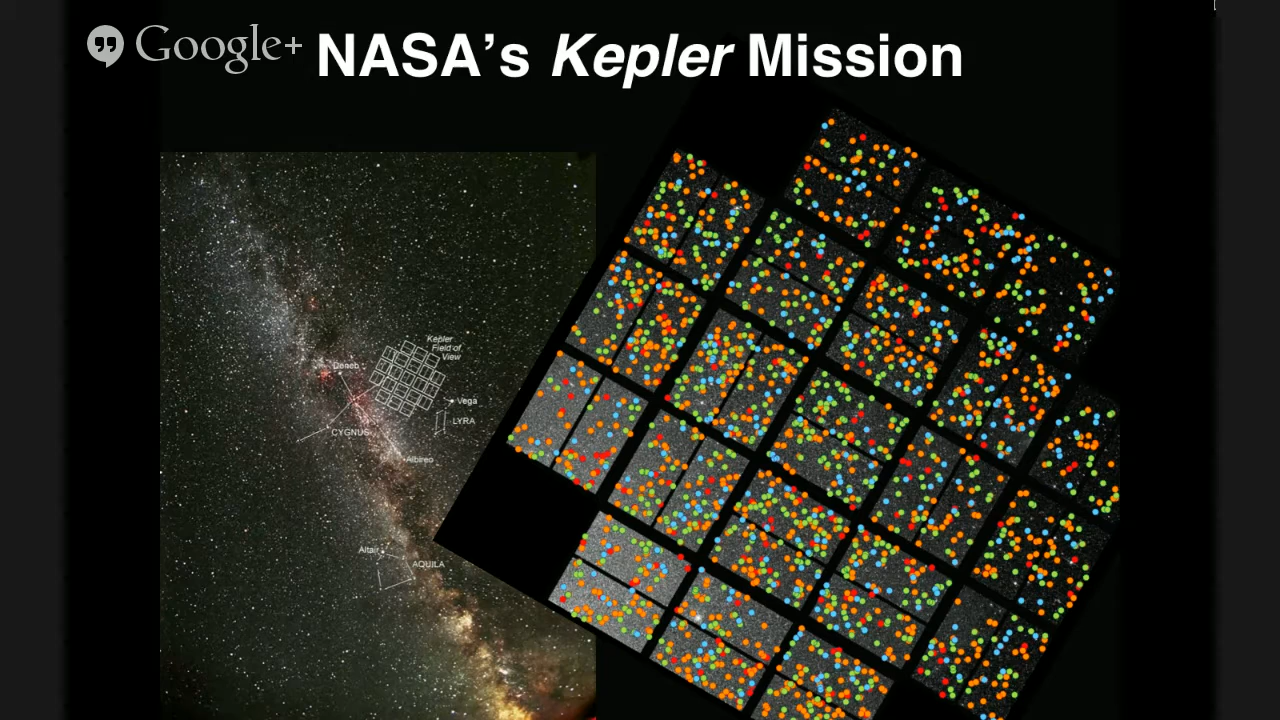 Google+
NASA's Kepler Mission
Kepler
Field of
View
Deneb
Vega
LYRA
CYGNUS
Albireo
Altair
AQUILA